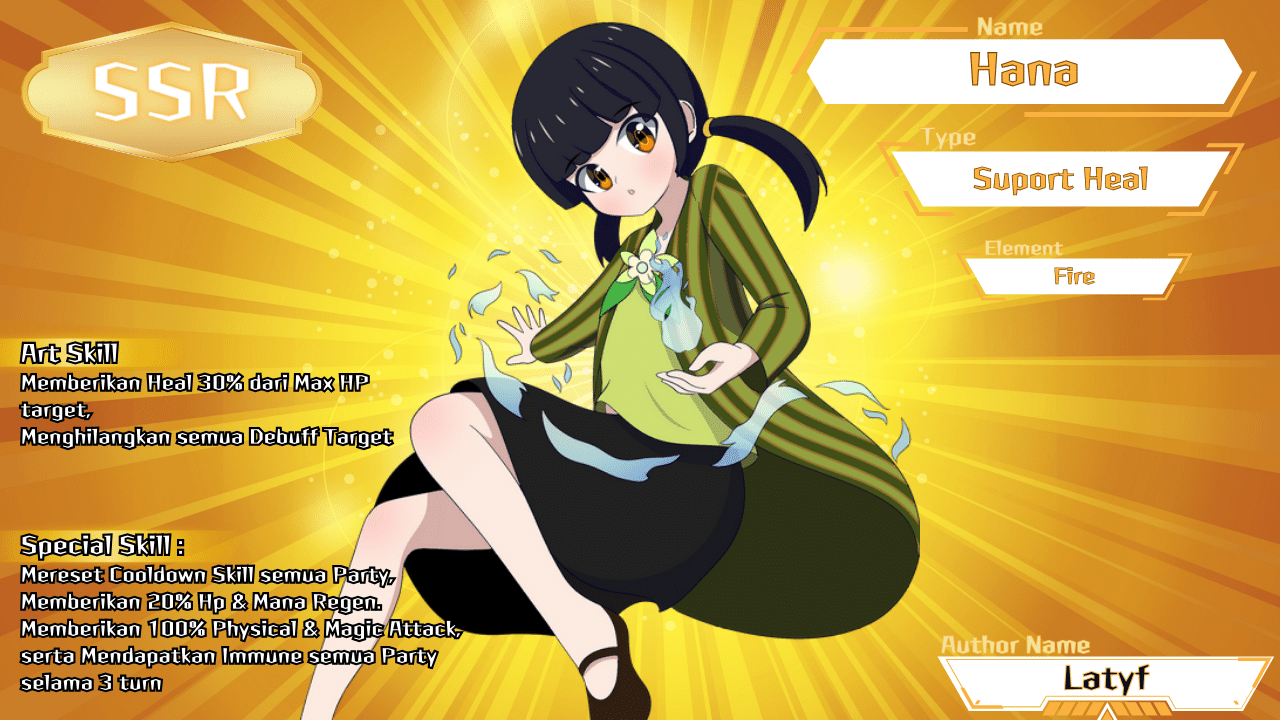 SSR
Name
Hana
Type
Suport Heal
Element
Fire
Art Skill
Memberikan Heal 30% dari Max HP
target,
Menghilangkan semua Debuff Target
Special Skill :
Mereset Cooldown Skill semua Party,
Memberikan 20% Hp & Mana Regen.
Memberikan 100% Physical & Magic Attack,
serta Mendapatkan Immune semua Party
selama 3 turn
Author Name
Latyf